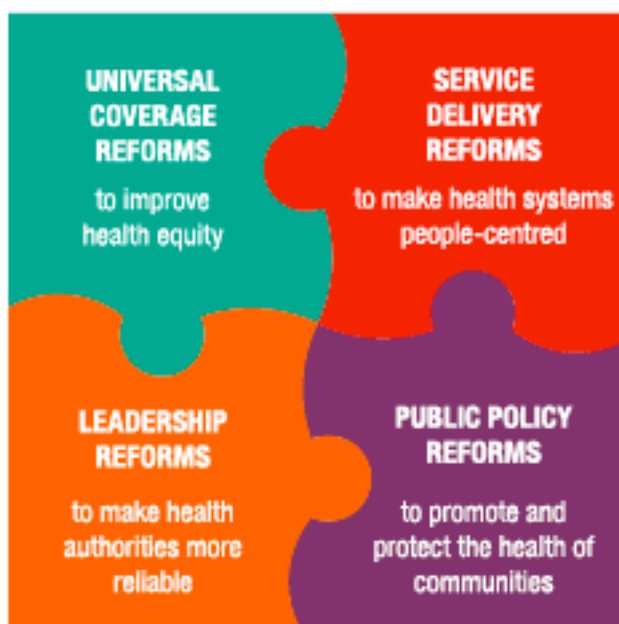 UNIVERSAL
COVERAGE
REFORMS
to improve
health equity
SERVICE
DELIVERY
REFORMS
to make health systems
people-centred
LEADERSHIP
REFORMS
to make health
authorities more
reliable
PUBLIC POLICY
REFORMS
to promote and
protect the health of
communities